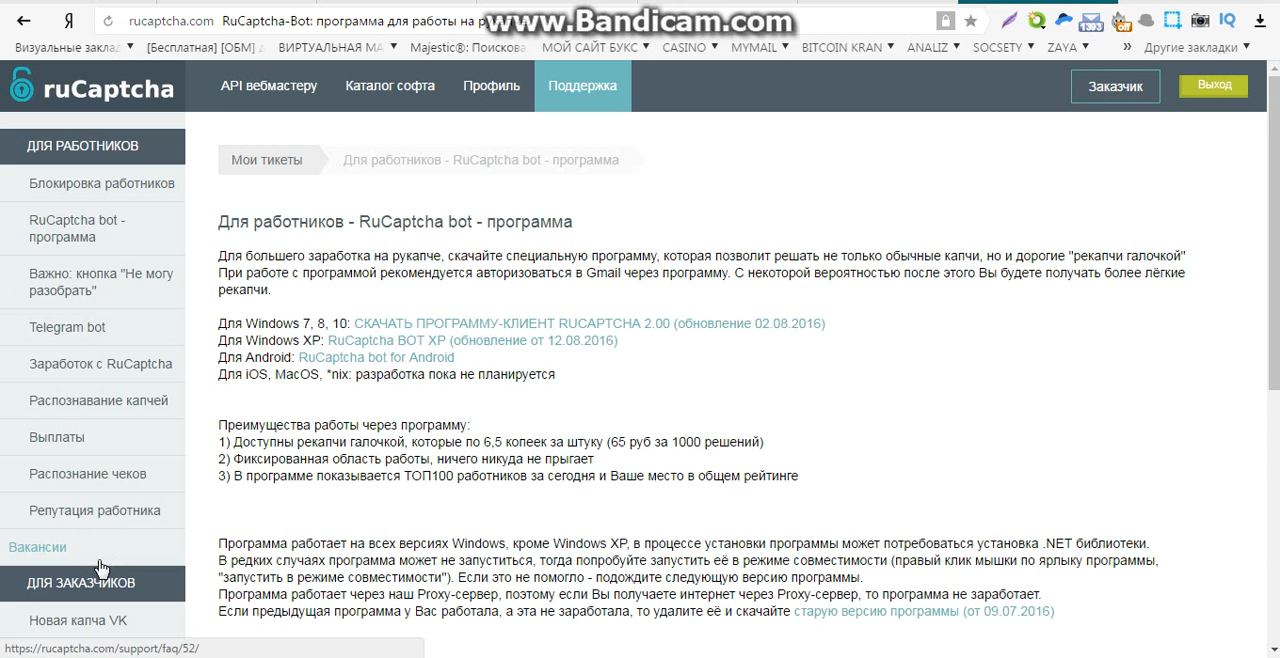 rucaptcha.com RuCaptcha-Bot: программа для работы на
www.Bandicam.com
Визуальные заклад [Бесплатная] [ОБМ] ВИРТУАЛЬНАЯ МА Majestic®: Поискова МОЙ САЙТ БУКС CASINO MYMAIL BITCOIN KRAN ANALIZ SOCSETY ZAYA » Другие закладки
ruCaptcha
API вебмастеру Каталог софта Профиль Поддержка Заказчик Выход
ДЛЯ РАБОТНИКОВ
Блокировка работников
RuCaptcha bot -
программа
Важно: кнопка "Не могу
разобрать"
Telegram bot
Заработок с RuCaptcha
Распознавание капчей
Выплаты
Распознание чеков
Репутация работника
Вакансии
ДЛЯ ЗАКАЗЧИКОВ
Новая капча VK
https://rucaptcha.com/support/faq/52/
Мои тикеты Для работников - RuCaptcha bot - программа
Для работников - RuCaptcha bot - программа
Для большего заработка на рукапче, скачайте специальную программу, которая позволит решать не только обычные капчи, но и дорогие "рекапчи галочкой"
При работе с программой рекомендуется авторизоваться в Gmail через программу. С некоторой вероятностью после этого Вы будете получать более лёгкие
рекапчи.
Для Windows 7, 8, 10: СКАЧАТЬ ПРОГРАММУ-КЛИЕНТ RUCAPTCHA 2.00 (обновление 02.08.2016)
Для Windows XP: RuCaptcha BOT XP (обновление от 12.08.2016)
Для Android: RuCaptcha bot for Android
Для iOS, MacOS, *nix: разработка пока не планируется
Преимущества работы через программу:
1) Доступны рекапчи галочкой, которые по 6,5 копеек за штуку (65 руб за 1000 решений)
2) Фиксированная область работы, ничего никуда не прыгает
3) В программе показывается ТОП100 работников за сегодня и Ваше место в общем рейтинге
Программа работает на всех версиях Windows, кроме Windows XP, в процессе установки программы может потребоваться установка .NET библиотеки.
В редких случаях программа может не запуститься, тогда попробуйте запустить её в режиме совместимости (правый клик мышки по ярлыку программы,
"запустить в режиме совместимости"). Если это не помогло - подождите следующую версию программы.
Программа работает через наш Proxy-сервер, поэтому если Вы получаете интернет через Proxy-сервер, то программа не заработает.
Если предыдущая программа у Вас работала, а эта не заработала, то удалите её и скачайте старую версию программы (от 09.07.2016)